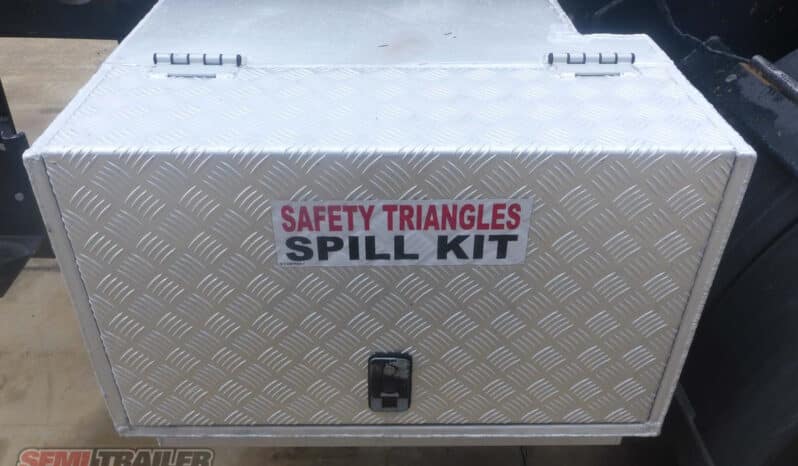 SAFETY TRIANGLES
SPILL KIT
SEMI TRAILER